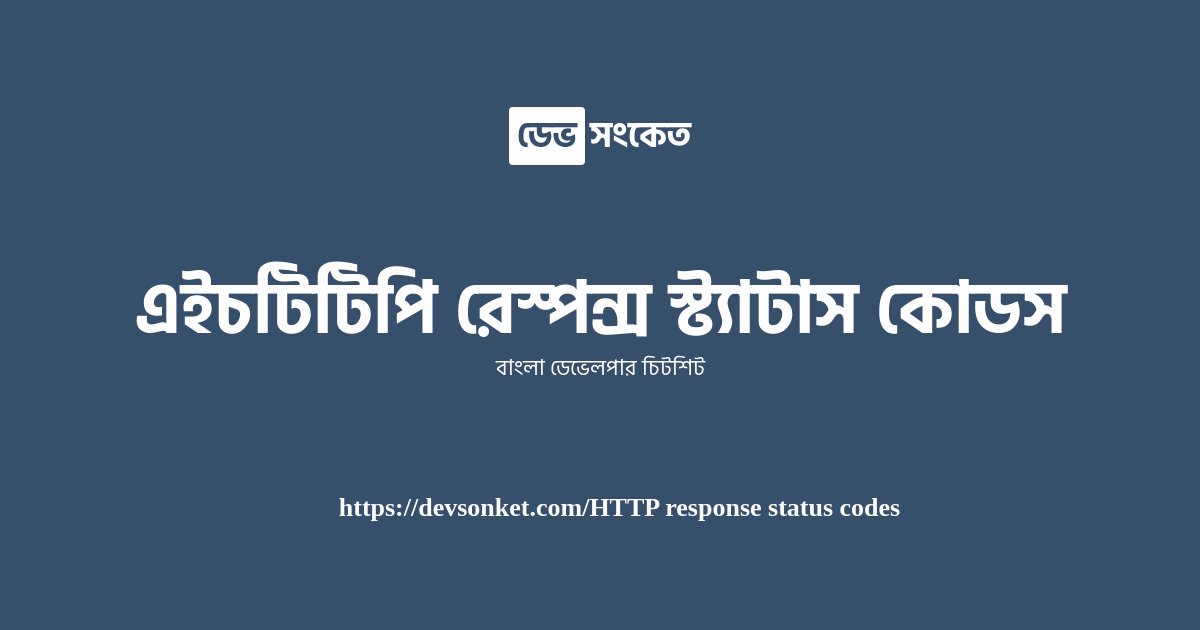 ডেভ সংকেত
এইচটিটিপি রেস্পন্স স্ট্যাটাস কোডস
বাংলা ডেভেলপার চিটশিট
https://devsonket.com/HTTP response status codes